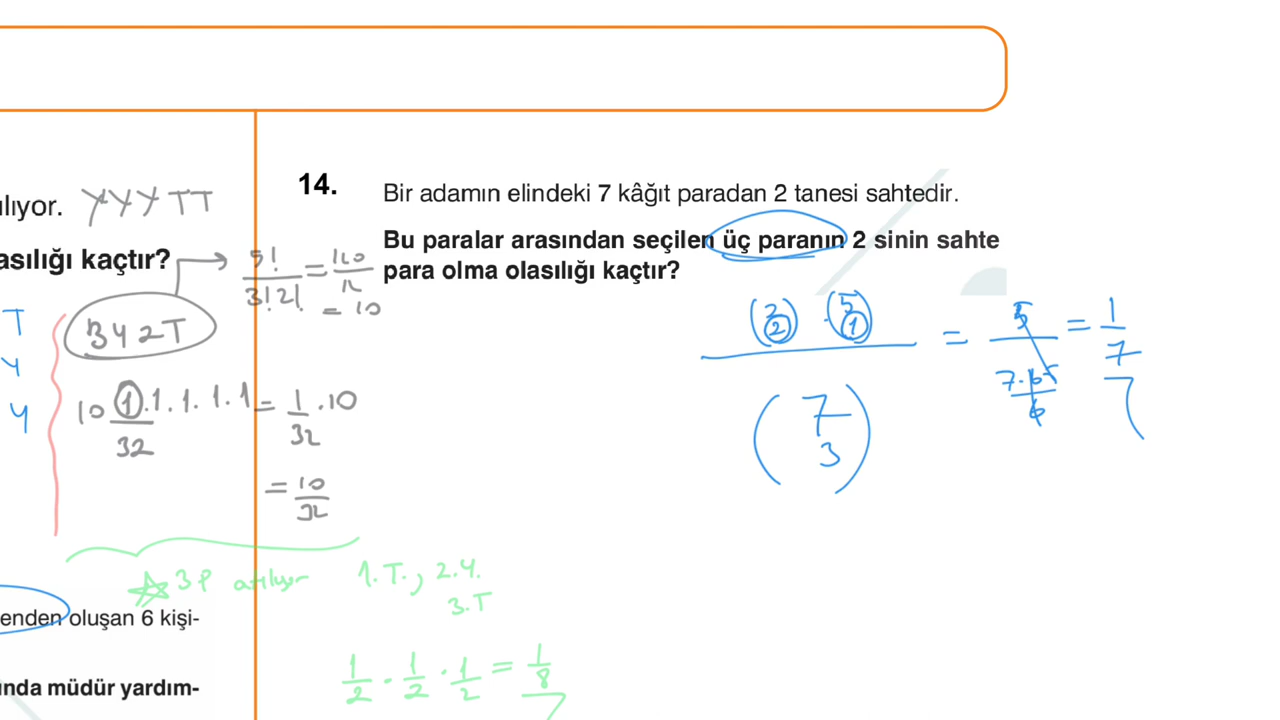 ılıyor. YYYTT
asılığı kaçtır?
5!/3!2! = 120/12
= 10
T
Y
Y
3Y2T
10 1.1.1.1.1/32 = 1/32 .10
= 10/32
☆3P atılıyor 1.T., 2.Y.
3.T
enden oluşan 6 kişi-
ında müdür yardım-
1/2 . 1/2 . 1/2 = 1/8
14. Bir adamın elindeki 7 kâğıt paradan 2 tanesi sahtedir.
Bu paralar arasından seçilen üç paranın 2 sinin sahte
para olma olasılığı kaçtır?
(2 2) . (5 1) / (7 3) = 5 / (7.6.5/6) = 1/7